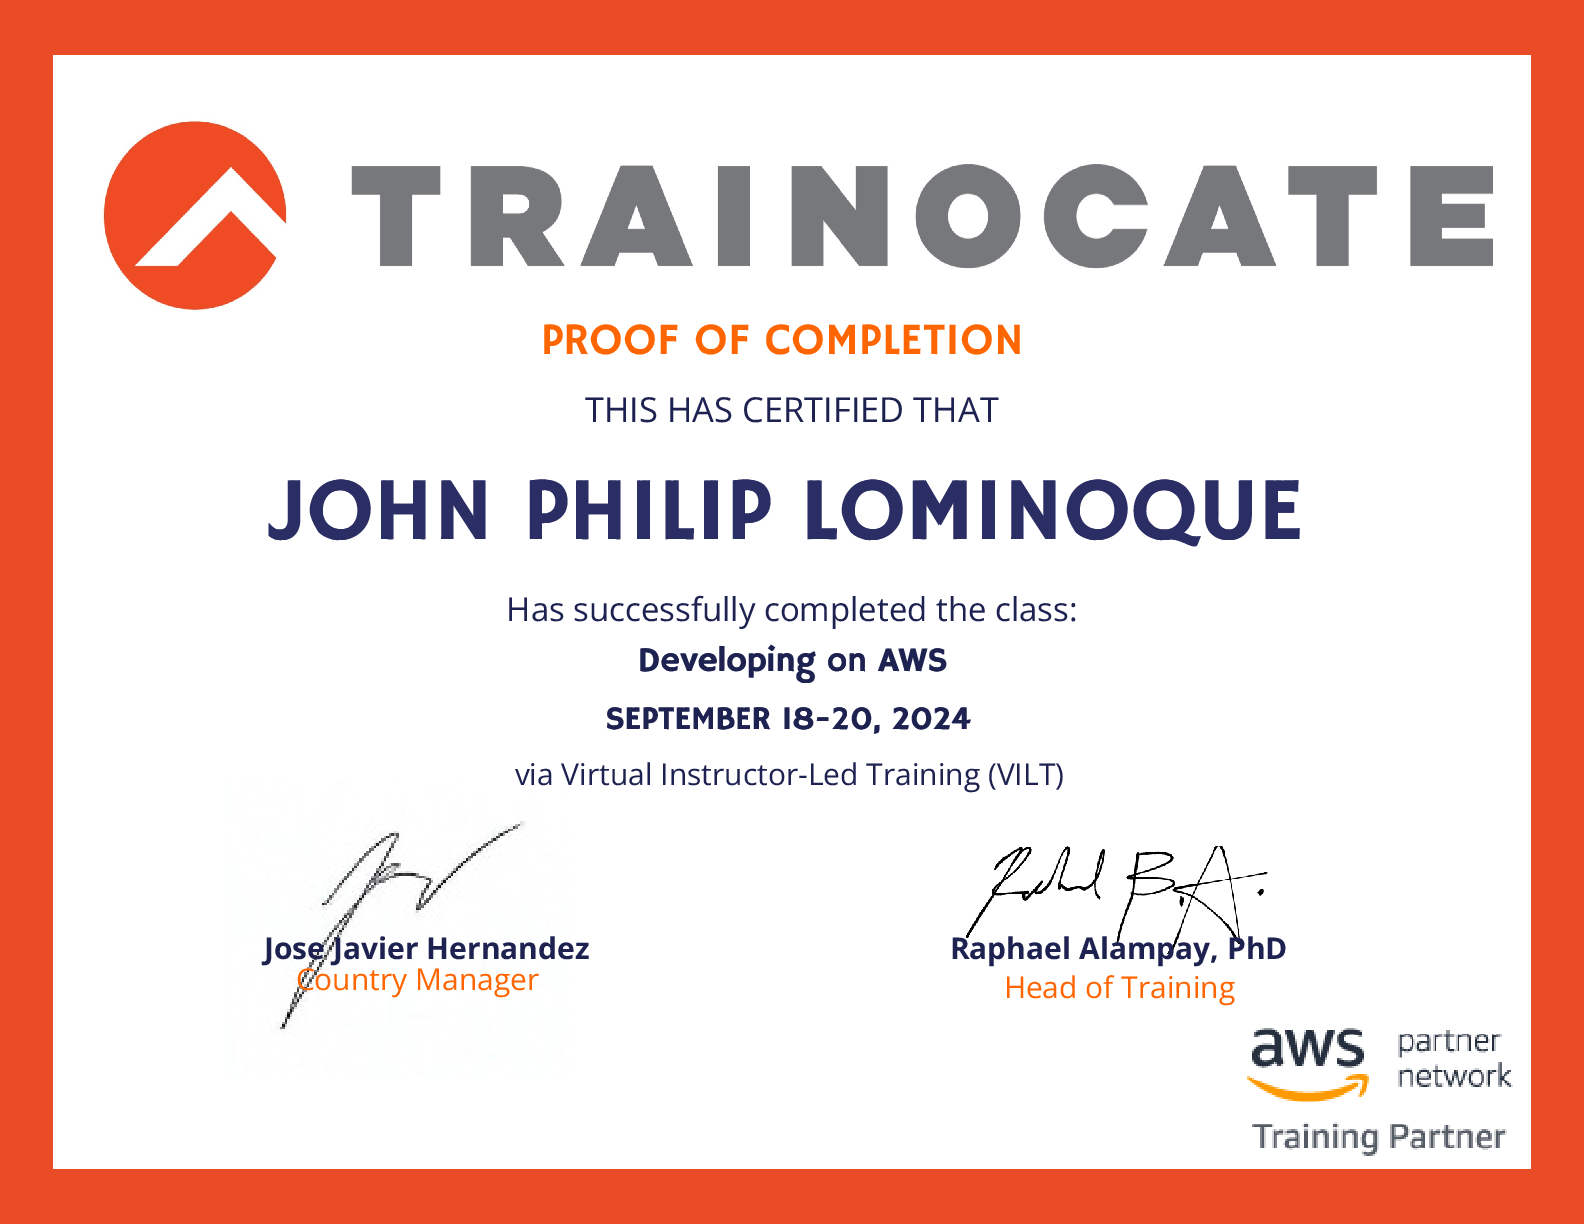 TRAINOCATE
PROOF OF COMPLETION
THIS HAS CERTIFIED THAT
JOHN PHILIP LOMINOQUE
Has successfully completed the class:
Developing on AWS
SEPTEMBER 18-20, 2024
via Virtual Instructor-Led Training (VILT)
Jose Javier Hernandez
Country Manager
Raphael Alampay, PhD
Head of Training
aws partner
network
Training Partner